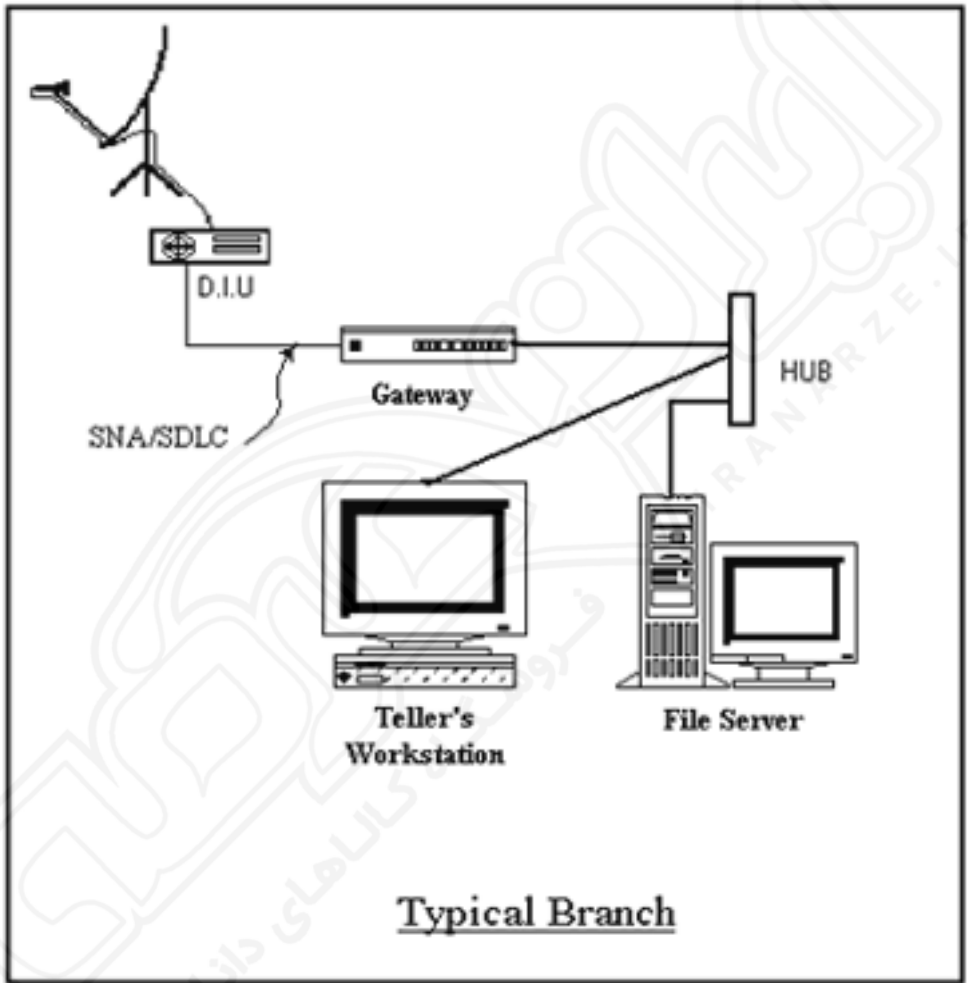 D.I.U
Gateway
HUB
SNA/SDLC
Teller's
Workstation
File Server
Typical Branch